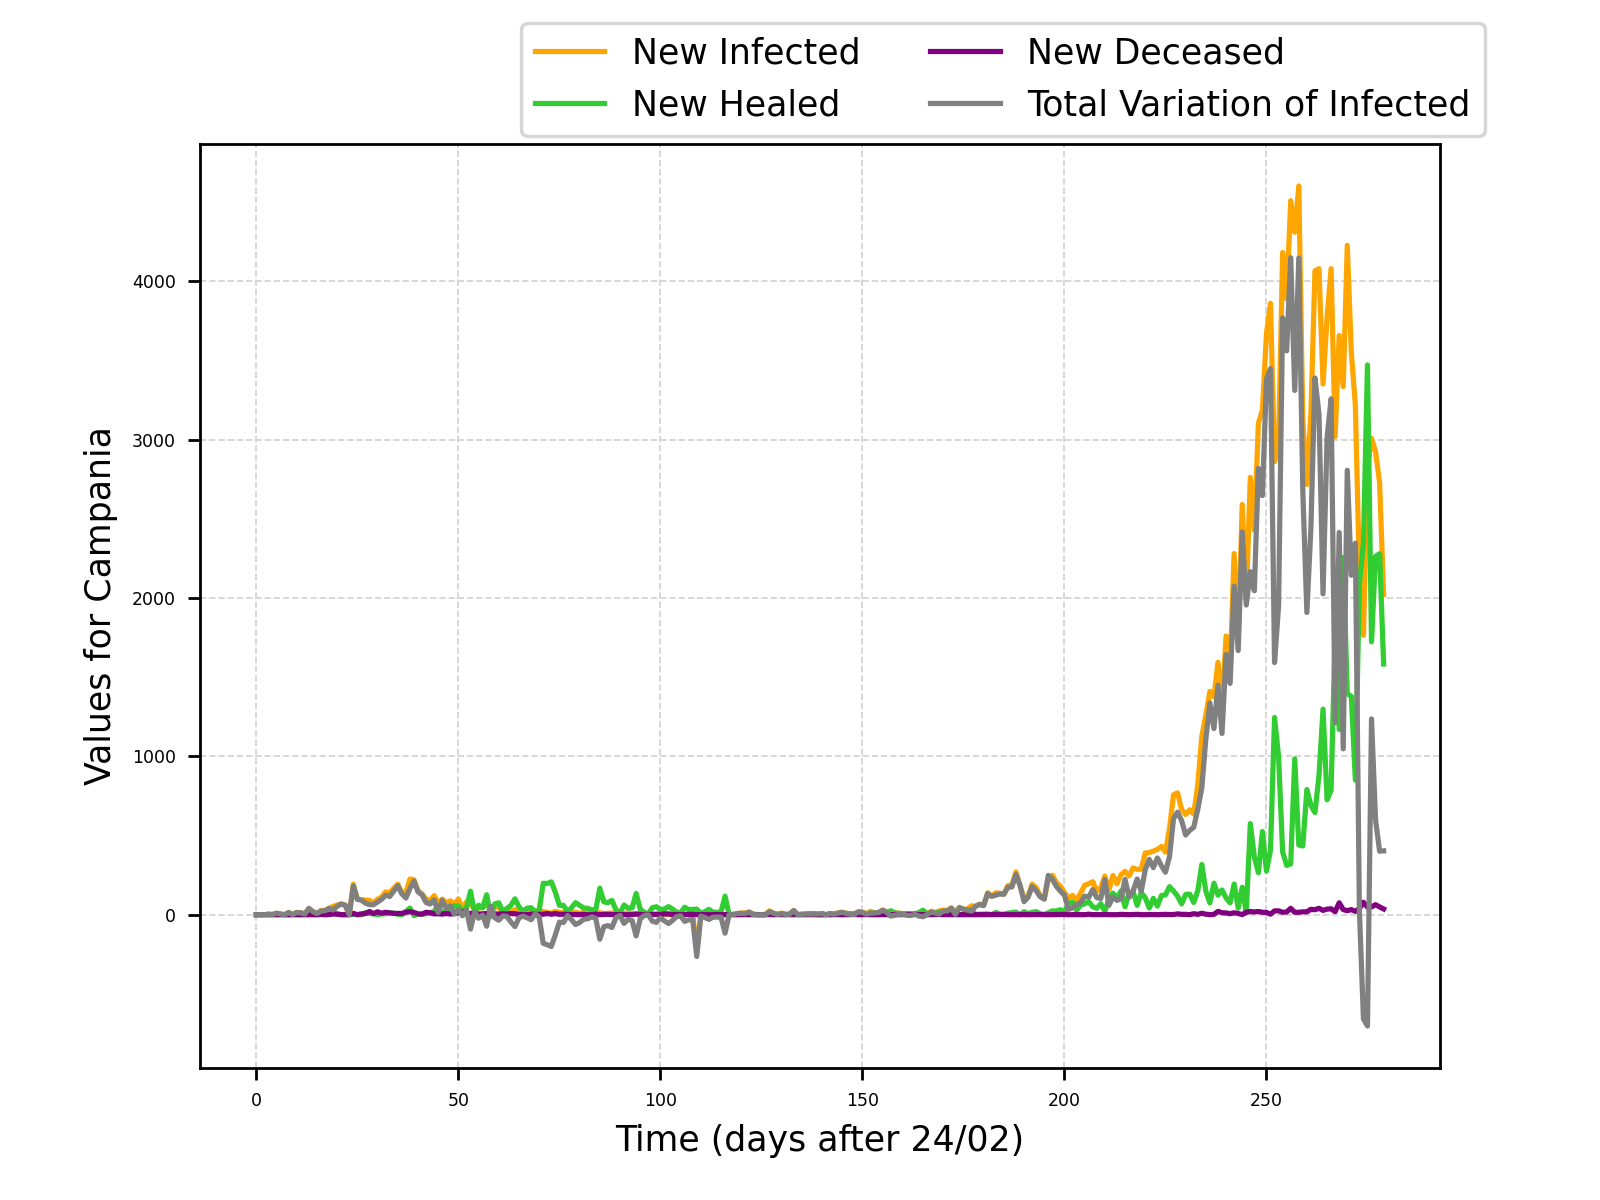 New Infected
New Healed
New Deceased
Total Variation of Infected
Values for Campania
4000
3000
2000
1000
0
0 50 100 150 200 250
Time (days after 24/02)